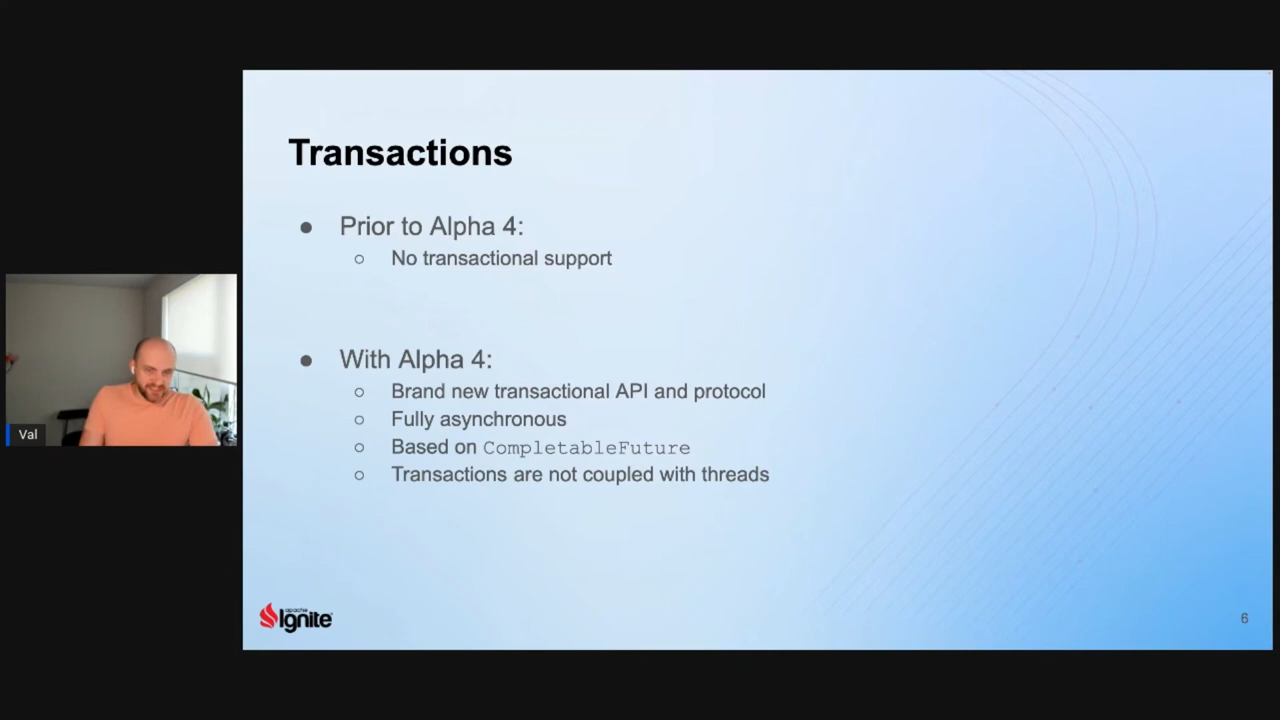 Transactions
● Prior to Alpha 4:
○ No transactional support
● With Alpha 4:
○ Brand new transactional API and protocol
○ Fully asynchronous
○ Based on CompletableFuture
○ Transactions are not coupled with threads
Val
APACHE
Ignite
6